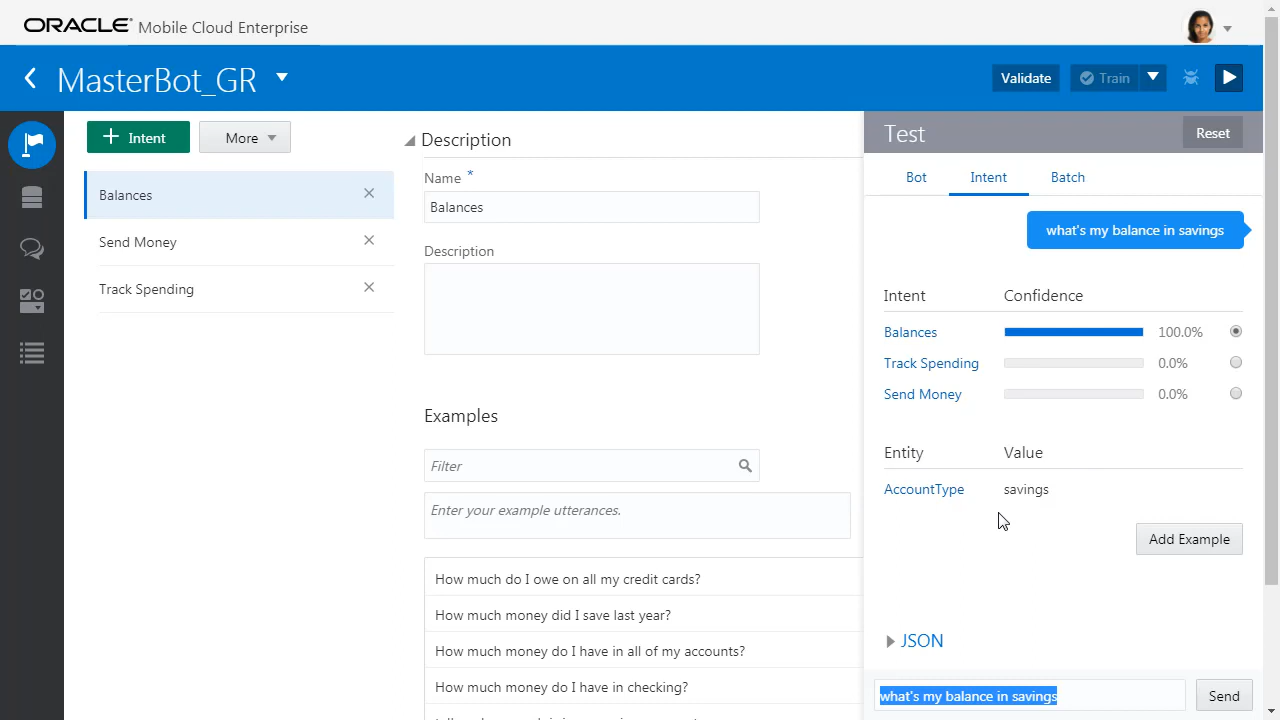 ORACLE Mobile Cloud Enterprise
MasterBot_GR
Validate
Train
Intent
More
Balances
Send Money
Track Spending
Description
Name *
Balances
Description
Examples
Filter
Enter your example utterances.
How much do I owe on all my credit cards?
How much money did I save last year?
How much money do I have in all of my accounts?
How much money do I have in checking?
Test
Reset
Bot Intent Batch
what's my balance in savings
Intent Confidence
Balances 100.0%
Track Spending 0.0%
Send Money 0.0%
Entity Value
AccountType savings
Add Example
JSON
what's my balance in savings
Send